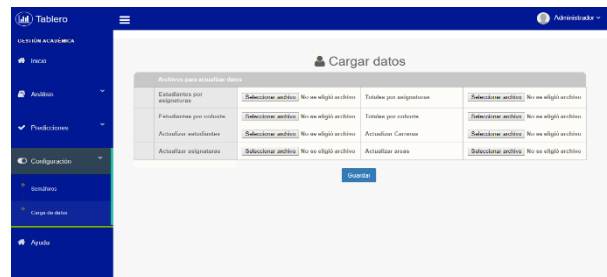 Tablero
Administrador
GESTIÓN ACADÉMICA
Inicio
Análisis
Predicciones
Configuración
Semáforos
Carga de datos
Ayuda
Cargar datos
Archivos para actualizar datos
Estudiantes por asignaturas Seleccionar archivo No se eligió archivo Totales por asignaturas Seleccionar archivo No se eligió archivo
Estudiantes por cohorte Seleccionar archivo No se eligió archivo Totales por cohorte Seleccionar archivo No se eligió archivo
Actualizar estudiantes Seleccionar archivo No se eligió archivo Actualizar Carreras Seleccionar archivo No se eligió archivo
Actualizar asignaturas Seleccionar archivo No se eligió archivo Actualizar areas Seleccionar archivo No se eligió archivo
Guardar